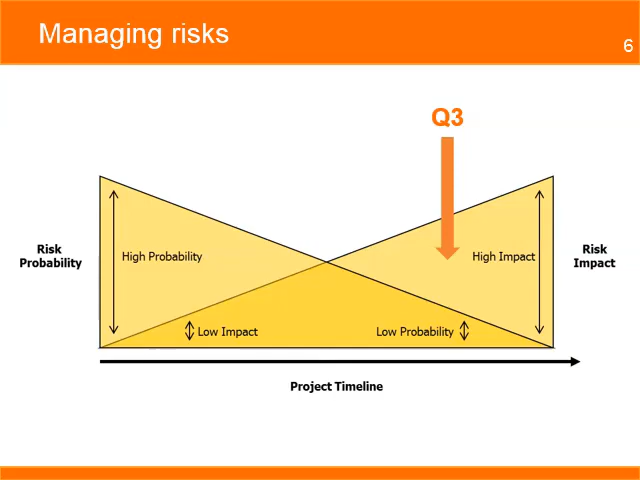 Managing risks
6
Q3
Risk
Probability
High Probability
High Impact
Risk
Impact
Low Impact
Low Probability
Project Timeline